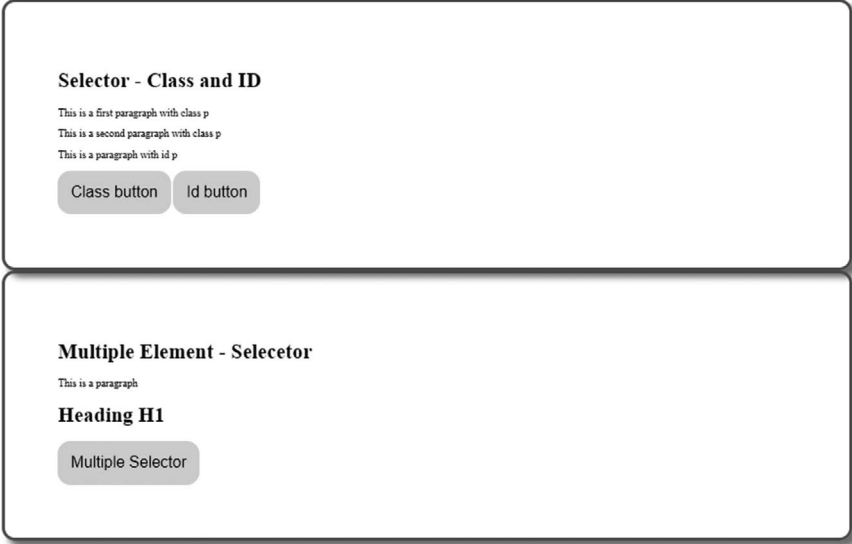 Selector - Class and ID
This is a first paragraph with class p
This is a second paragraph with class p
This is a paragraph with id p
Class button Id button
Multiple Element - Selecetor
This is a paragraph
Heading H1
Multiple Selector